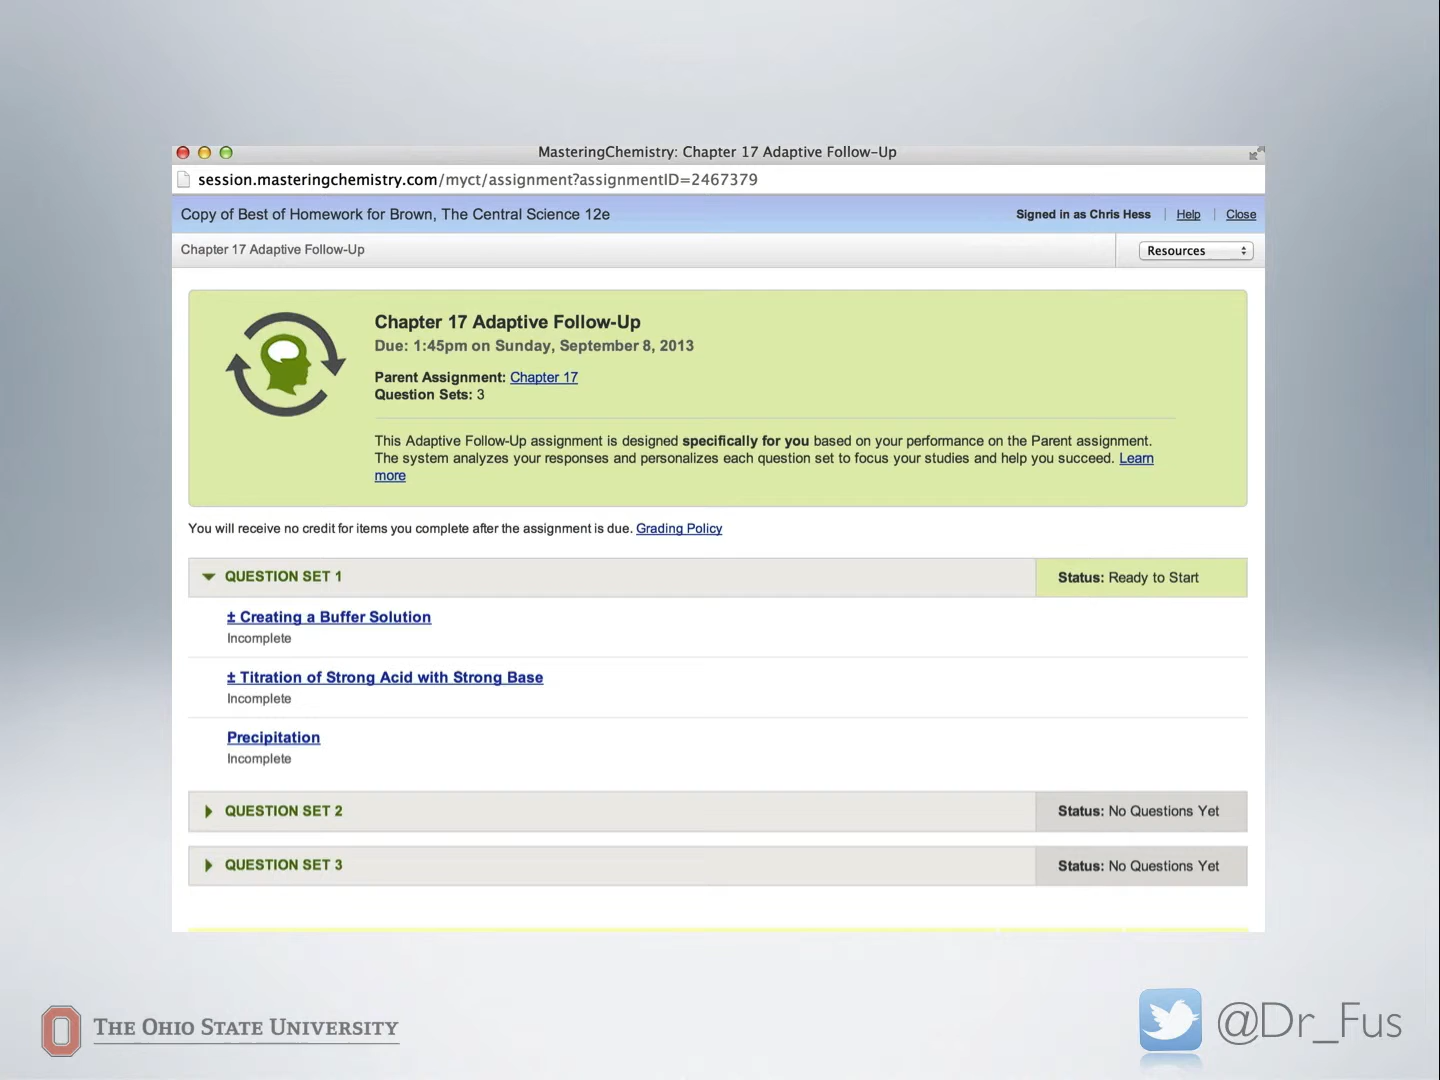 MasteringChemistry: Chapter 17 Adaptive Follow-Up
session.masteringchemistry.com/myct/assignment?assignmentID=2467379
Copy of Best of Homework for Brown, The Central Science 12e
Signed in as Chris Hess | Help | Close
Chapter 17 Adaptive Follow-Up
Resources
Chapter 17 Adaptive Follow-Up
Due: 1:45pm on Sunday, September 8, 2013
Parent Assignment: Chapter 17
Question Sets: 3
This Adaptive Follow-Up assignment is designed specifically for you based on your performance on the Parent assignment.
The system analyzes your responses and personalizes each question set to focus your studies and help you succeed. Learn
more
You will receive no credit for items you complete after the assignment is due. Grading Policy
QUESTION SET 1
Status: Ready to Start
± Creating a Buffer Solution
Incomplete
± Titration of Strong Acid with Strong Base
Incomplete
Precipitation
Incomplete
QUESTION SET 2
Status: No Questions Yet
QUESTION SET 3
Status: No Questions Yet
THE OHIO STATE UNIVERSITY
@Dr_Fus